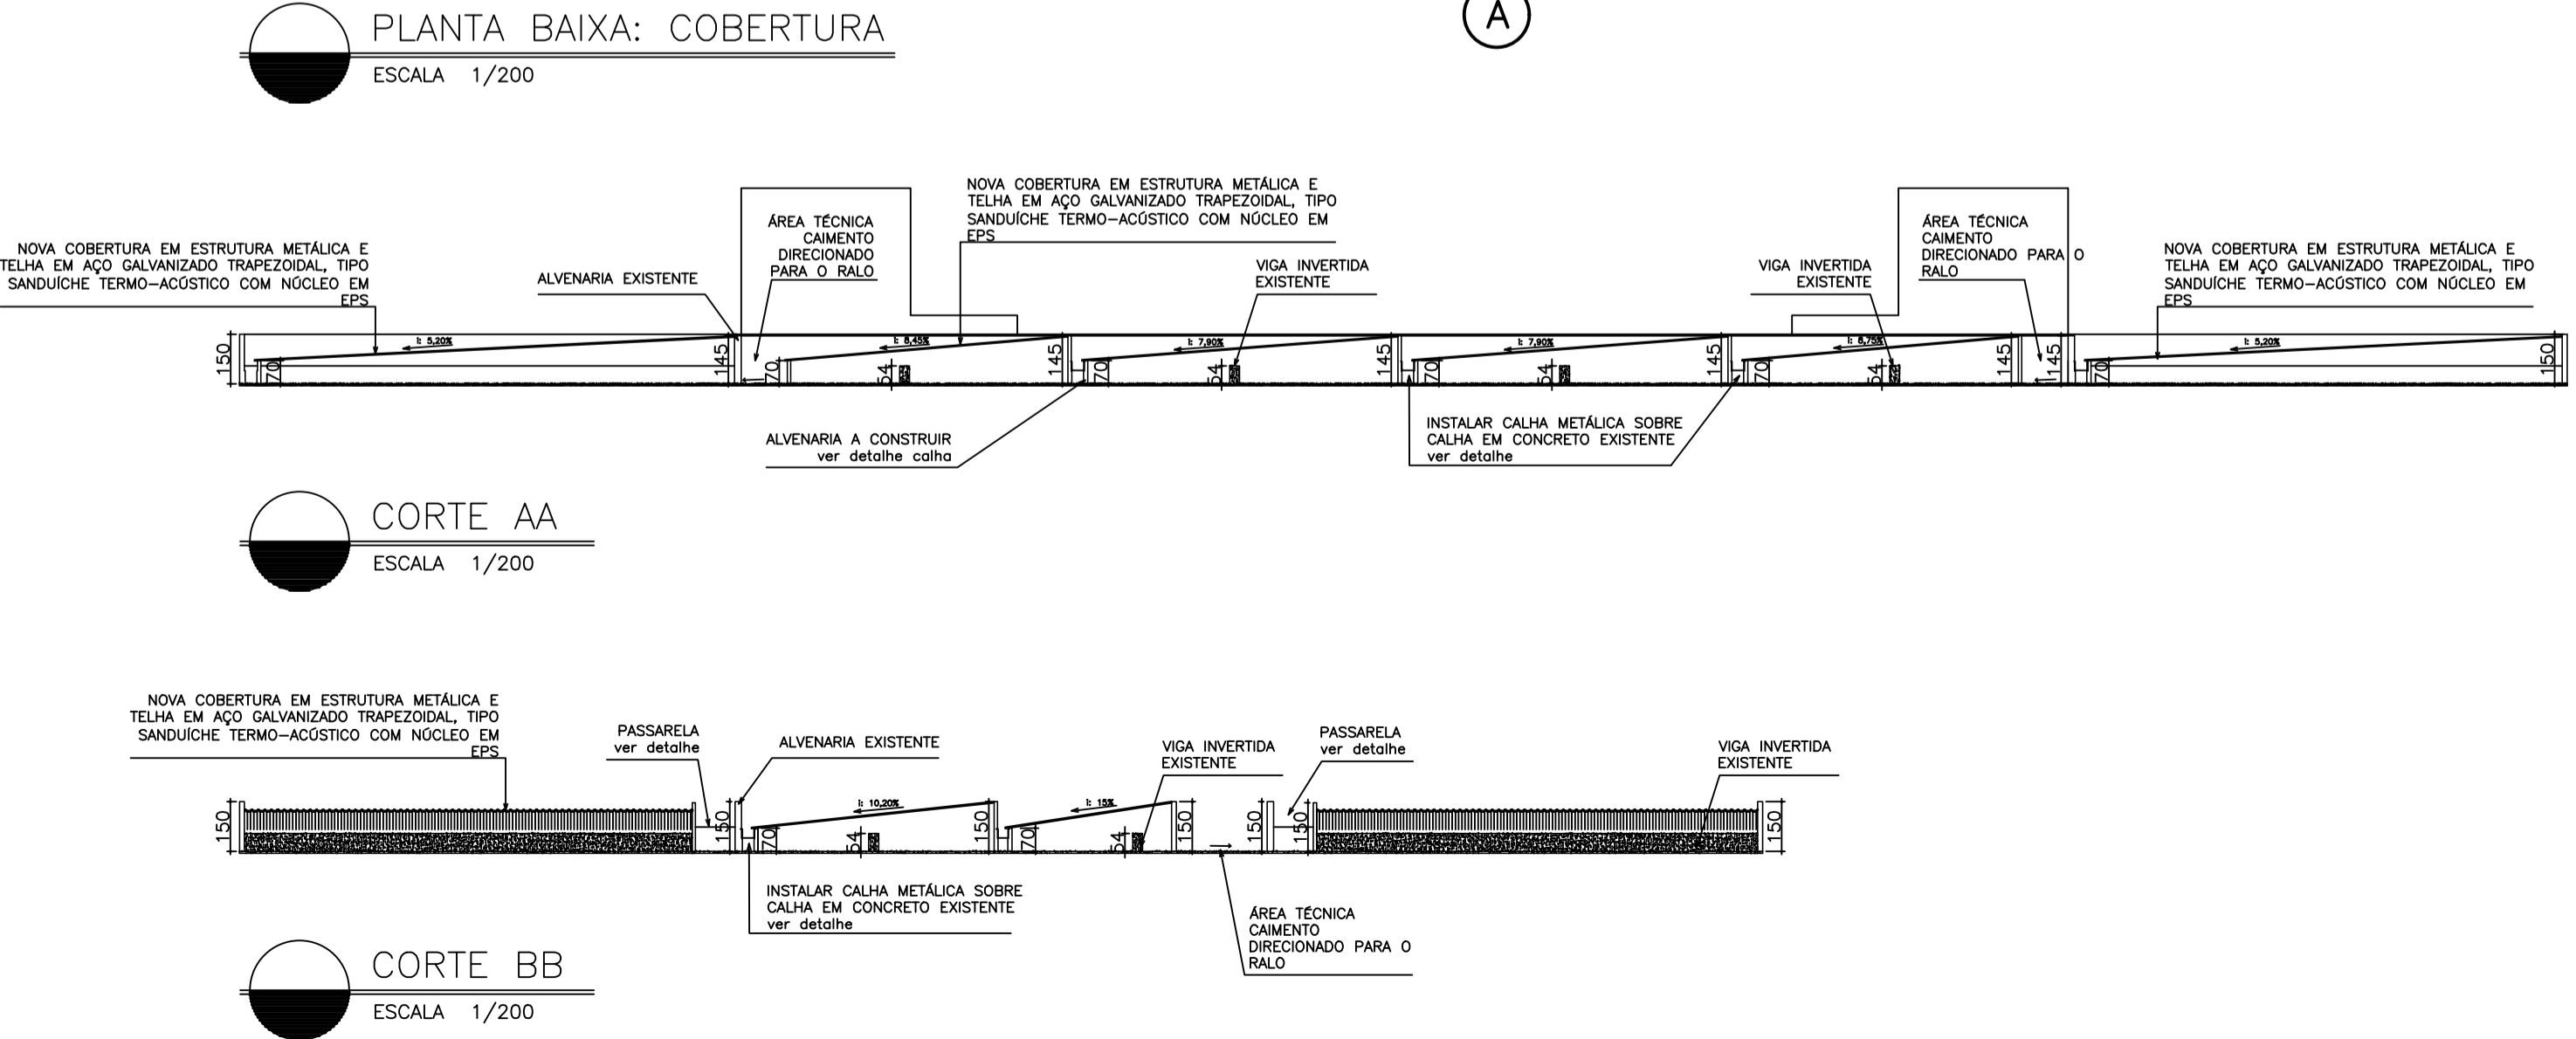 PLANTA BAIXA: COBERTURA
ESCALA 1/200
A
NOVA COBERTURA EM ESTRUTURA METÁLICA E
TELHA EM AÇO GALVANIZADO TRAPEZOIDAL, TIPO
SANDUÍCHE TERMO-ACÚSTICO COM NÚCLEO EM
EPS
ALVENARIA EXISTENTE
ÁREA TÉCNICA
CAIMENTO
DIRECIONADO
PARA O RALO
NOVA COBERTURA EM ESTRUTURA METÁLICA E
TELHA EM AÇO GALVANIZADO TRAPEZOIDAL, TIPO
SANDUÍCHE TERMO-ACÚSTICO COM NÚCLEO EM
EPS
VIGA INVERTIDA
EXISTENTE
VIGA INVERTIDA
EXISTENTE
ÁREA TÉCNICA
CAIMENTO
DIRECIONADO PARA O
RALO
NOVA COBERTURA EM ESTRUTURA METÁLICA E
TELHA EM AÇO GALVANIZADO TRAPEZOIDAL, TIPO
SANDUÍCHE TERMO-ACÚSTICO COM NÚCLEO EM
EPS
150
70
i: 5,20%
145
70
i: 8,45%
54
145
70
i: 7,90%
54
145
70
i: 7,90%
54
145
70
i: 8,75%
54
145
145
70
i: 5,20%
150
ALVENARIA A CONSTRUIR
ver detalhe calha
INSTALAR CALHA METÁLICA SOBRE
CALHA EM CONCRETO EXISTENTE
ver detalhe
CORTE AA
ESCALA 1/200
NOVA COBERTURA EM ESTRUTURA METÁLICA E
TELHA EM AÇO GALVANIZADO TRAPEZOIDAL, TIPO
SANDUÍCHE TERMO-ACÚSTICO COM NÚCLEO EM
EPS
PASSARELA
ver detalhe
ALVENARIA EXISTENTE
VIGA INVERTIDA
EXISTENTE
PASSARELA
ver detalhe
VIGA INVERTIDA
EXISTENTE
150
150
70
i: 10,20%
54
150
70
i: 15%
54
150
150
150
150
INSTALAR CALHA METÁLICA SOBRE
CALHA EM CONCRETO EXISTENTE
ver detalhe
ÁREA TÉCNICA
CAIMENTO
DIRECIONADO PARA O
RALO
CORTE BB
ESCALA 1/200